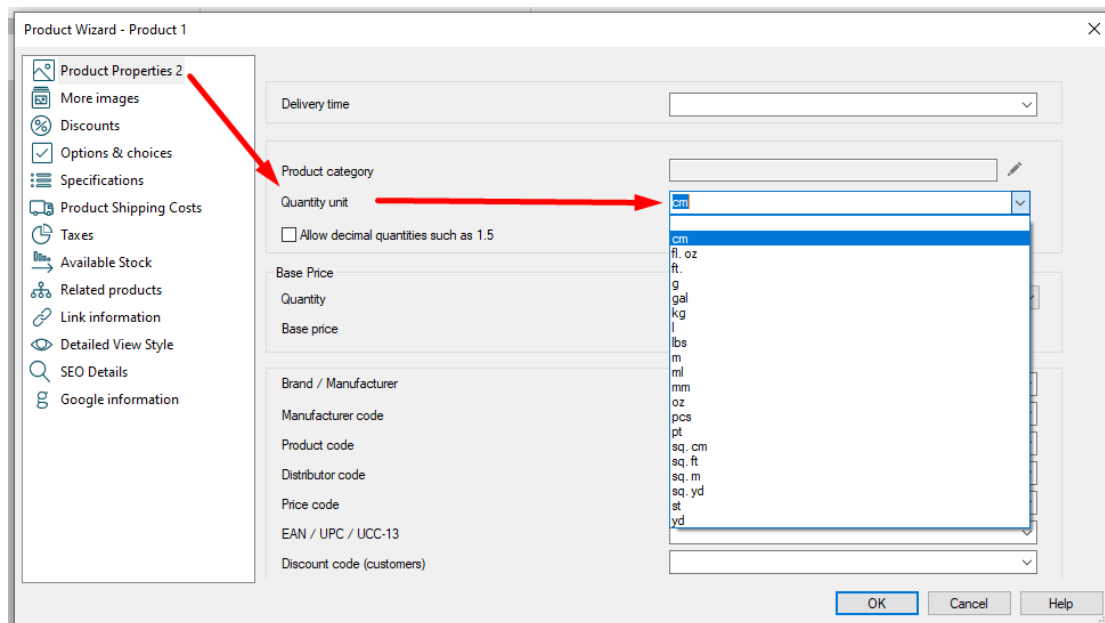 Product Wizard - Product 1
Product Properties 2
More images
Discounts
Options & choices
Specifications
Product Shipping Costs
Taxes
Available Stock
Related products
Link information
Detailed View Style
SEO Details
Google information
Delivery time
Product category
Quantity unit
cm
Allow decimal quantities such as 1.5
Base Price
Quantity
Base price
Brand / Manufacturer
Manufacturer code
Product code
Distributor code
Price code
EAN / UPC / UCC-13
Discount code (customers)
cm
fl. oz
ft.
g
gal
kg
l
lbs
m
ml
mm
oz
pcs
pt
sq. cm
sq. ft
sq. m
sq. yd
st
yd
OK
Cancel
Help